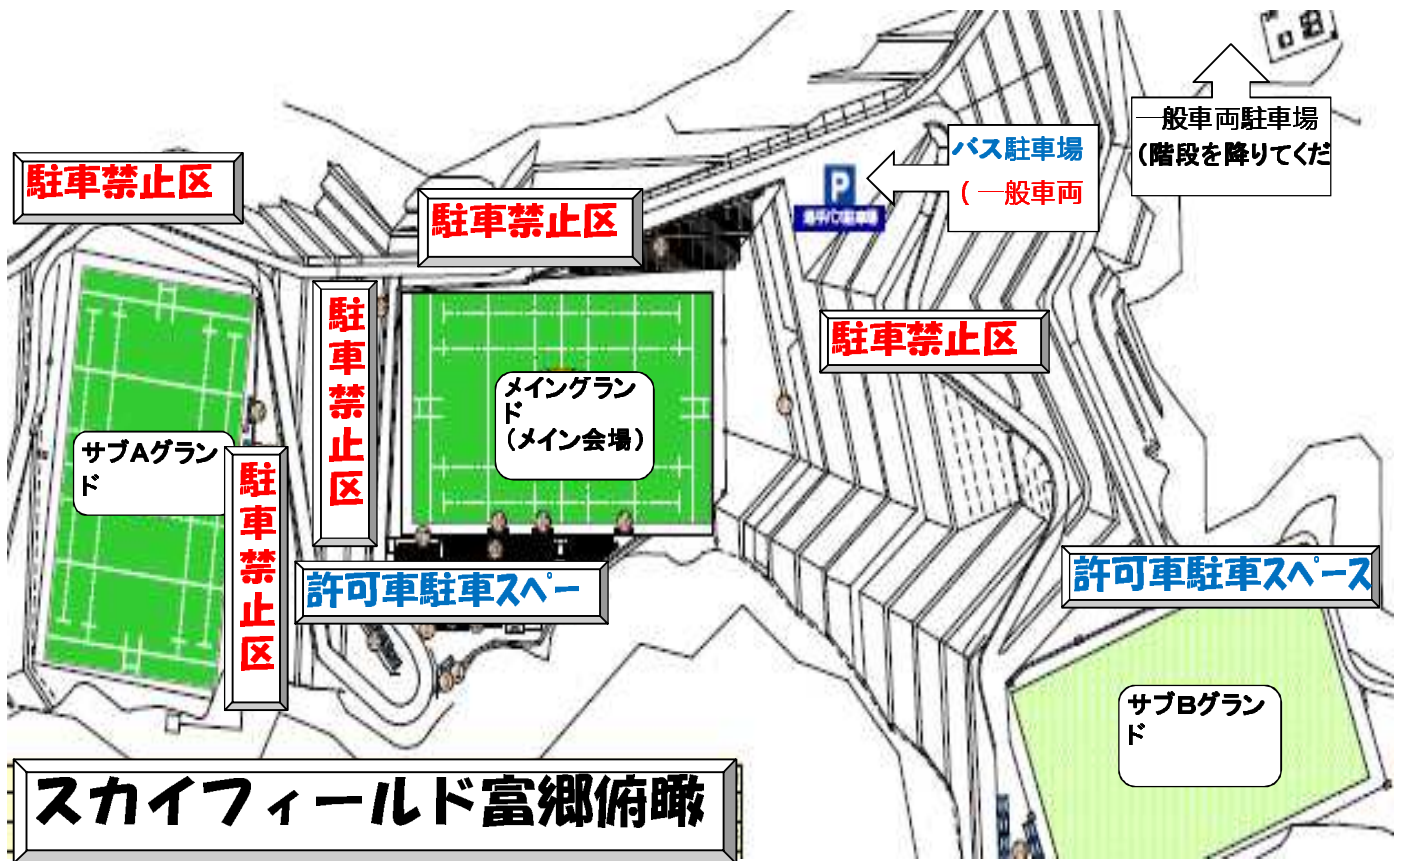 一般車両駐車場
(階段を降りてくだ
バス駐車場
(一般車両
P
駐車禁止区
駐車禁止区
駐車禁止区
駐車禁止区
メイングラン
ド
(メイン会場)
サブAグラン
ド
駐車禁止区
許可車駐車スペー
許可車駐車スペース
サブBグラン
ド
スカイフィールド富郷俯瞰